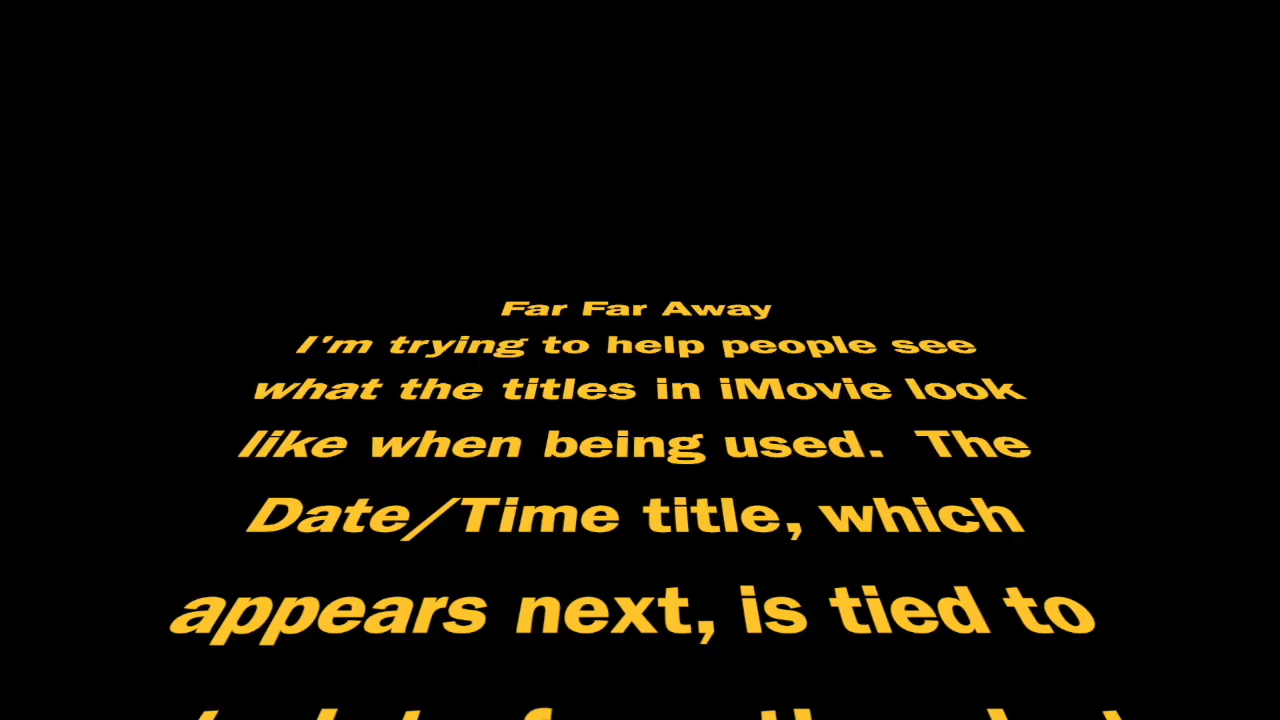 Far Far Away
I'm trying to help people see
what the titles in iMovie look
like when being used.  The
Date/Time title, which
appears next, is tied to